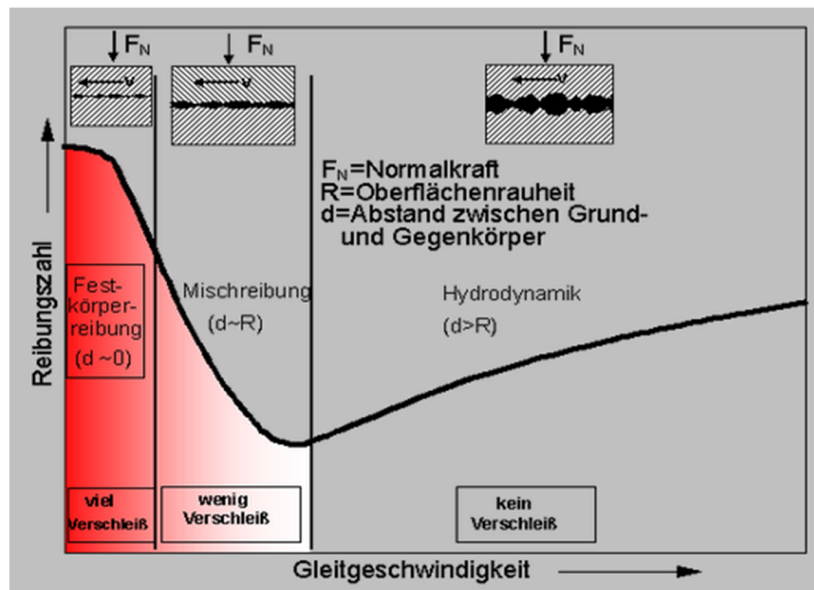 F_N
F_N
F_N
v
v
v
F_N=Normalkraft
R=Oberflächenrauheit
d=Abstand zwischen Grund-
und Gegenkörper
Reibungszahl
Fest-
körper-
reibung
(d ~0)
Mischreibung
(d~R)
Hydrodynamik
(d>R)
viel
Verschleiß
wenig
Verschleiß
kein
Verschleiß
Gleitgeschwindigkeit